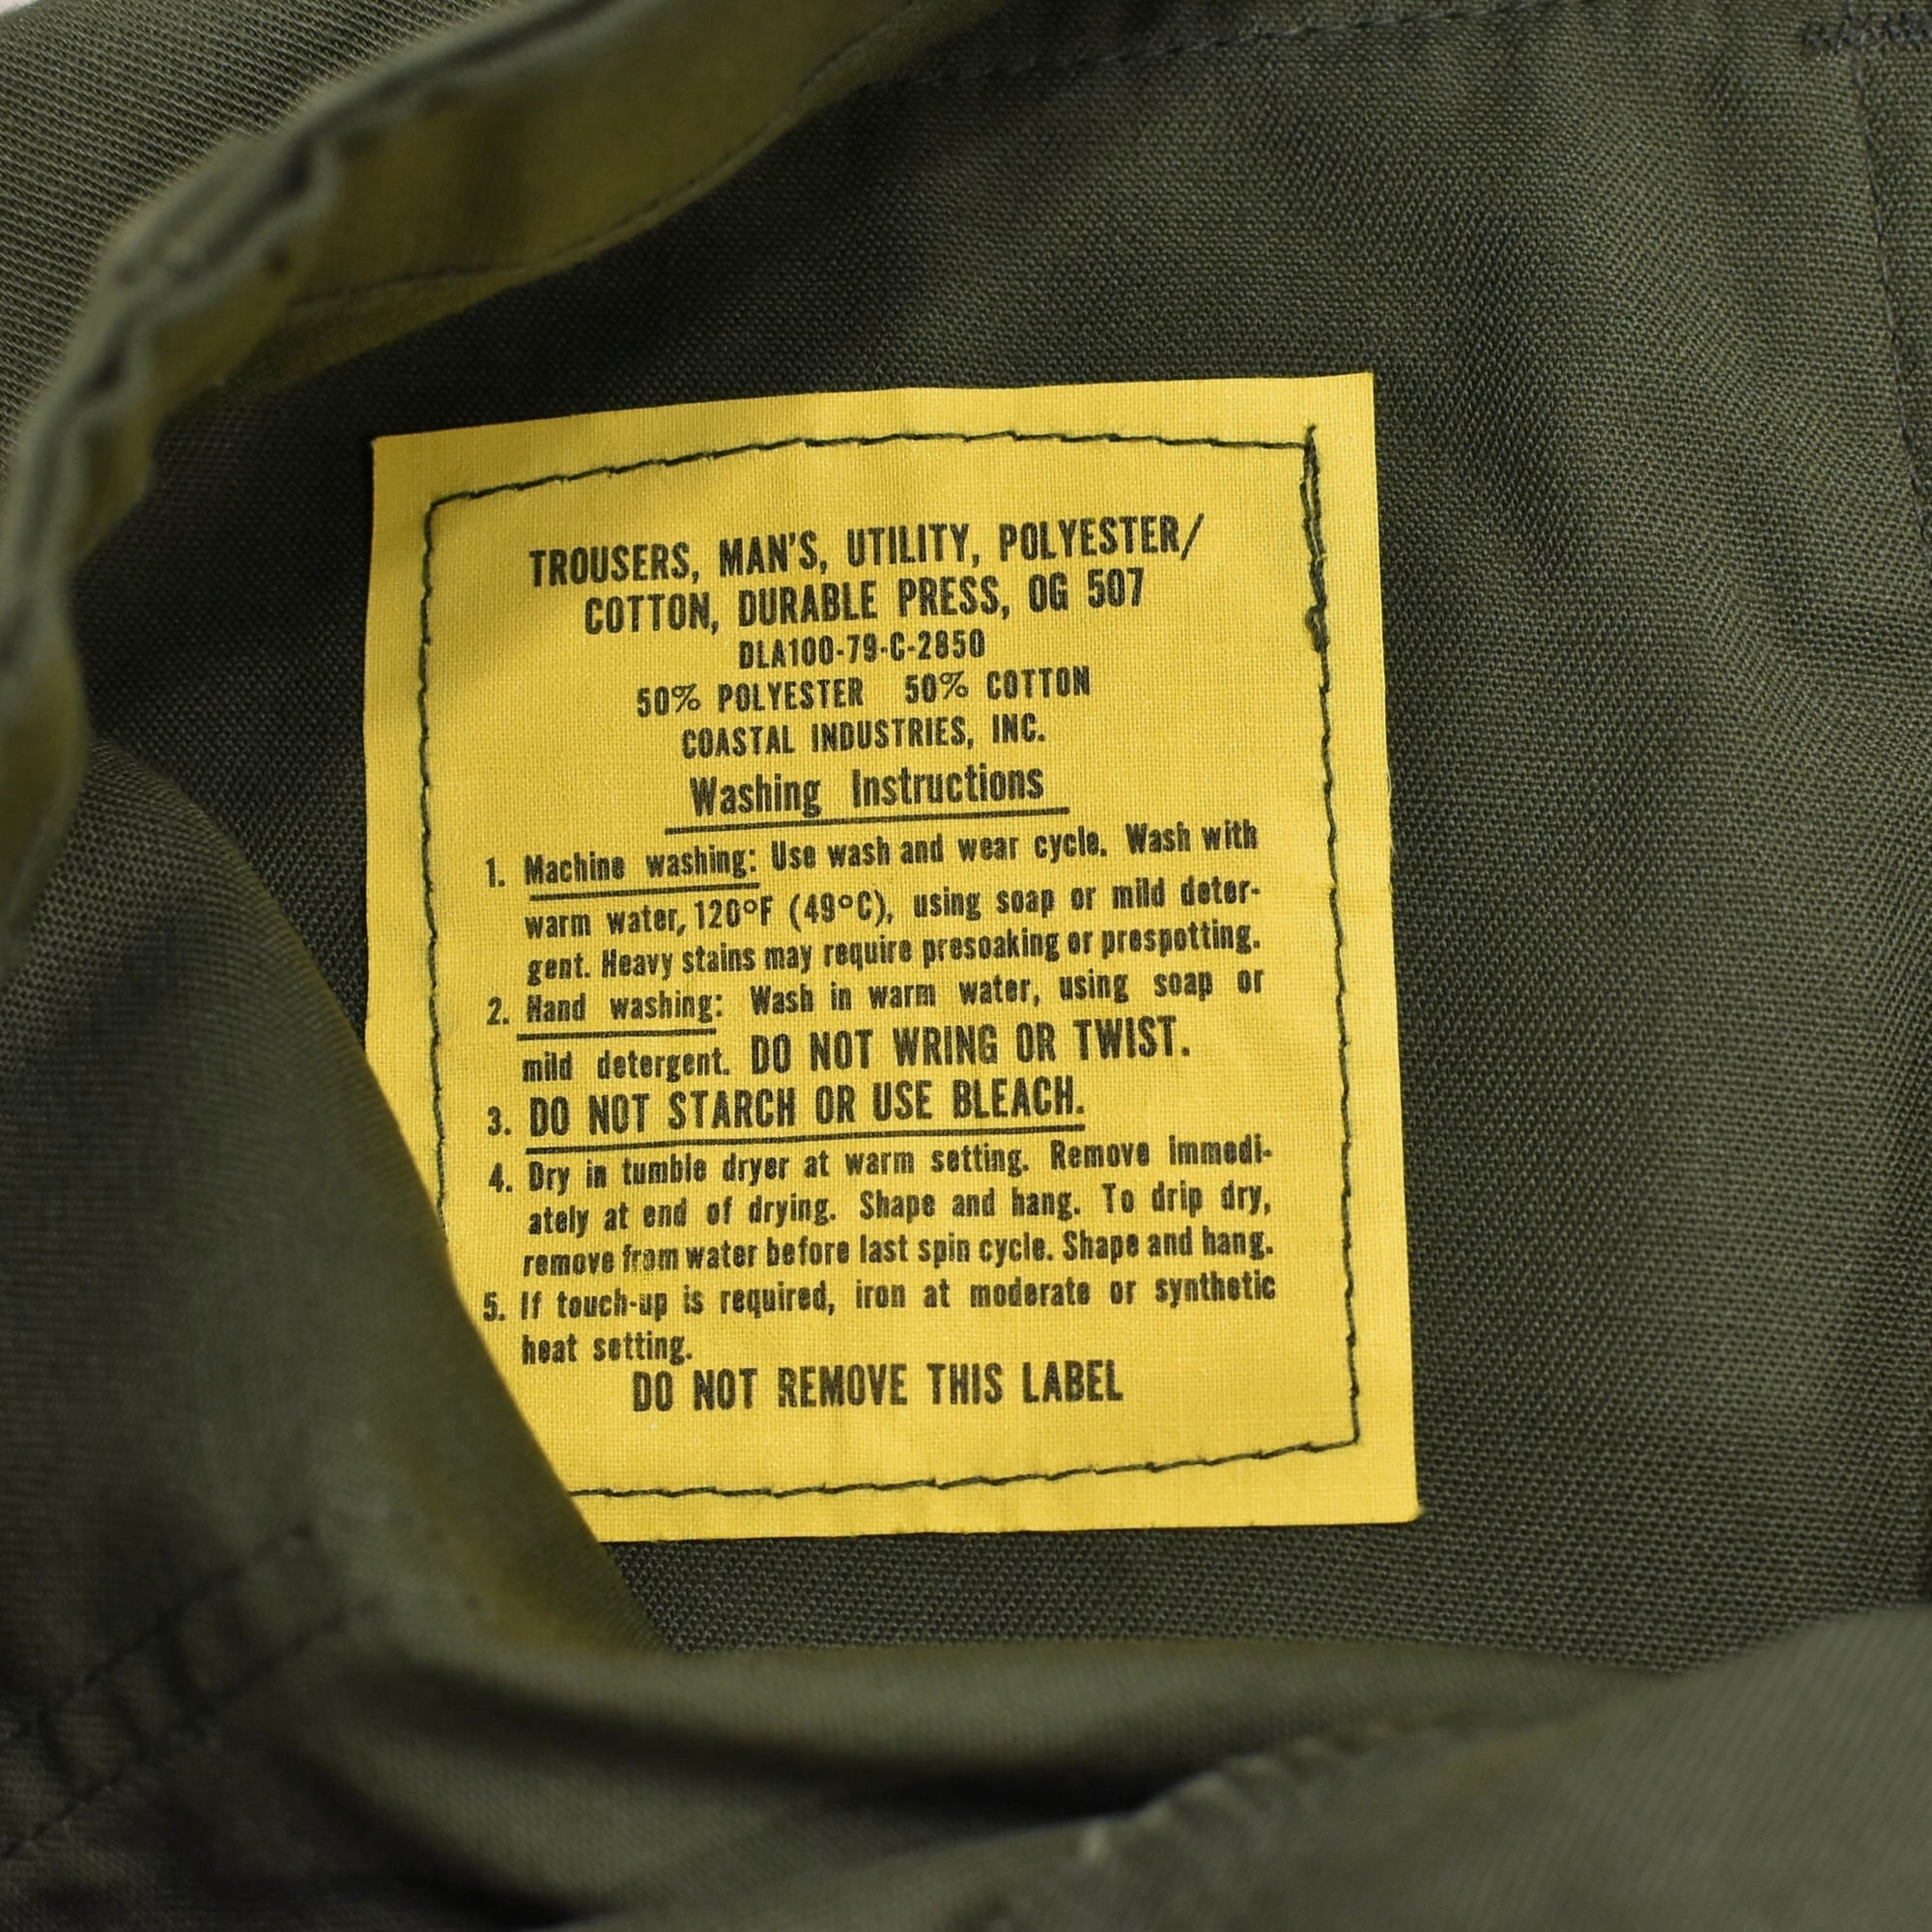 TROUSERS, MAN'S, UTILITY, POLYESTER/
COTTON, DURABLE PRESS, OG 507
DLA100-79-C-2850
50% POLYESTER 50% COTTON
COASTAL INDUSTRIES, INC.
Washing Instructions
1. Machine washing: Use wash and wear cycle. Wash with
warm water, 120°F (49°C), using soap or mild deter-
gent. Heavy stains may require presoaking or prespotting.
2. Hand washing: Wash in warm water, using soap or
mild detergent. DO NOT WRING OR TWIST.
3. DO NOT STARCH OR USE BLEACH.
4. Dry in tumble dryer at warm setting. Remove immedi-
ately at end of drying. Shape and hang. To drip dry,
remove from water before last spin cycle. Shape and hang.
5. If touch-up is required, iron at moderate or synthetic
heat setting.
DO NOT REMOVE THIS LABEL